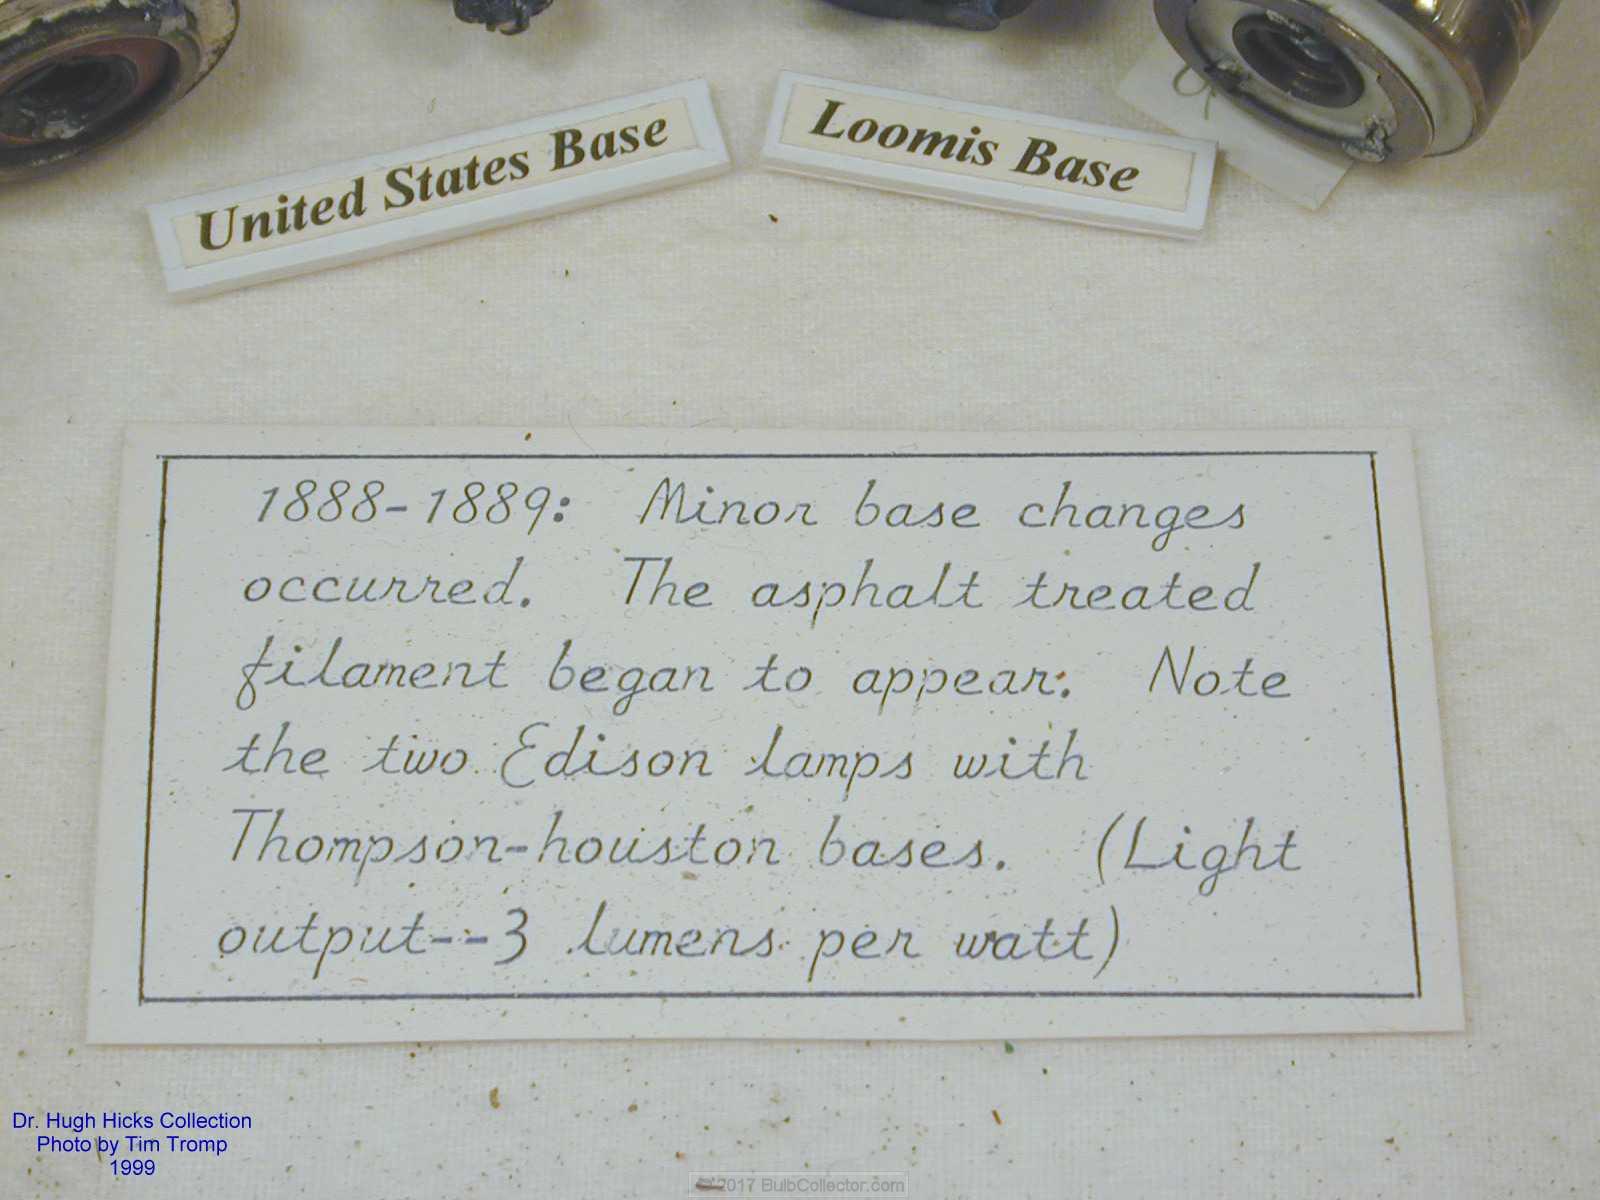 United States Base
Loomis Base
1888-1889: Minor base changes
occurred. The asphalt treated
filament began to appear. Note
the two Edison lamps with
Thompson-houston bases. (Light
output--3 lumens per watt)
Dr. Hugh Hicks Collection
Photo by Tim Tromp
1999
© 2017 BulbCollector.com